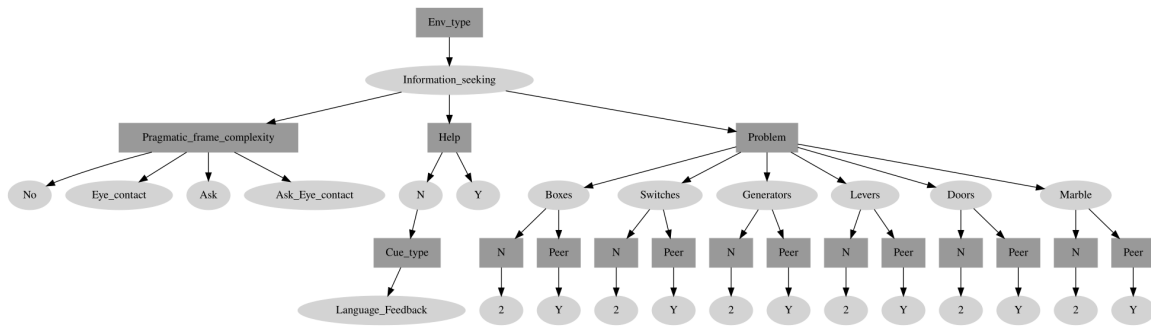 Env_type
Information_seeking
Pragmatic_frame_complexity Help Problem
No Eye_contact Ask Ask_Eye_contact N Y Boxes Switches Generators Levers Doors Marble
Cue_type N Peer N Peer N Peer N Peer N Peer N Peer
Language_Feedback 2 Y 2 Y 2 Y 2 Y 2 Y 2 Y